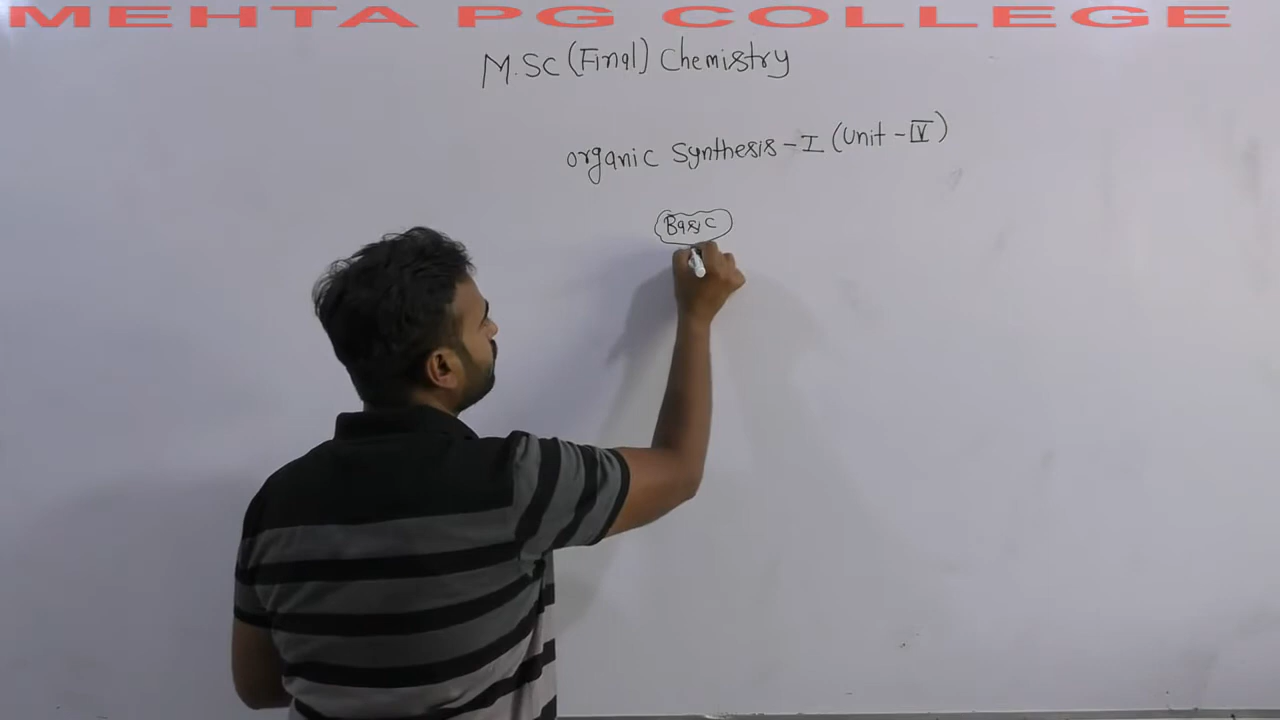 MEHTA PG COLLEGE
M.SC (Final) Chemistry
organic synthesis - I (Unit - IV)
Basic